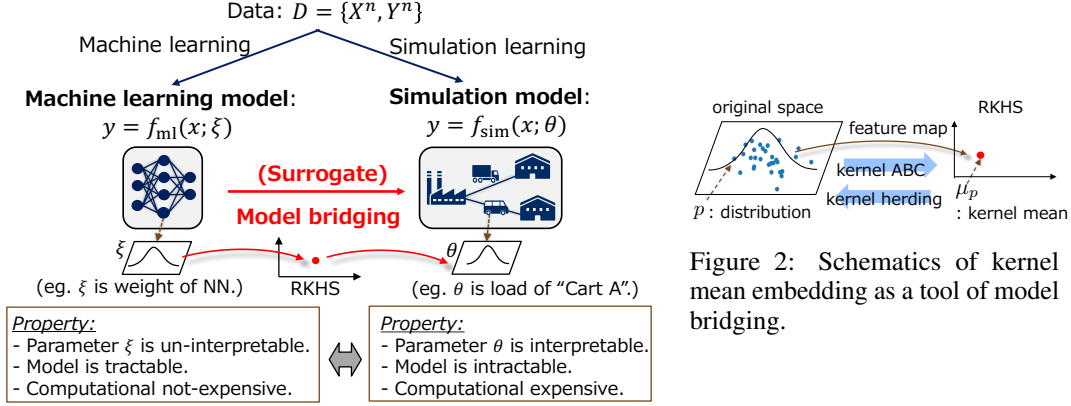 Data: D = {Xⁿ, Yⁿ}
Machine learning
Simulation learning
Machine learning model:
y = f_ml(x; ξ)
Simulation model:
y = f_sim(x; θ)
(Surrogate)
Model bridging
ξ
RKHS
θ
(eg. ξ is weight of NN.)
(eg. θ is load of “Cart A”.)
Property:
- Parameter ξ is un-interpretable.
- Model is tractable.
- Computational not-expensive.
Property:
- Parameter θ is interpretable.
- Model is intractable.
- Computational expensive.
original space
RKHS
feature map
kernel ABC
kernel herding
p : distribution
μ_p
: kernel mean
Figure 2: Schematics of kernel
mean embedding as a tool of model
bridging.